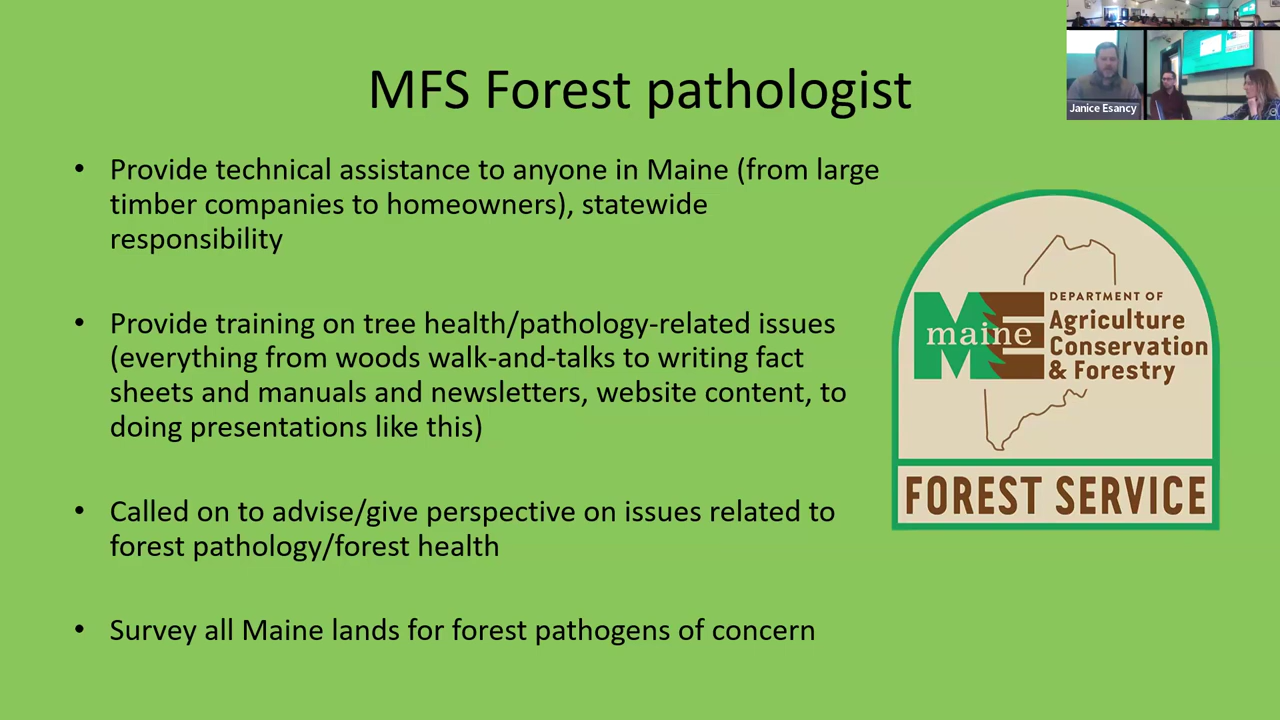 MFS Forest pathologist
• Provide technical assistance to anyone in Maine (from large
timber companies to homeowners), statewide
responsibility
• Provide training on tree health/pathology-related issues
(everything from woods walk-and-talks to writing fact
sheets and manuals and newsletters, website content, to
doing presentations like this)
• Called on to advise/give perspective on issues related to
forest pathology/forest health
• Survey all Maine lands for forest pathogens of concern
Janice Esancy
maine
DEPARTMENT OF
Agriculture
Conservation
& Forestry
FOREST SERVICE